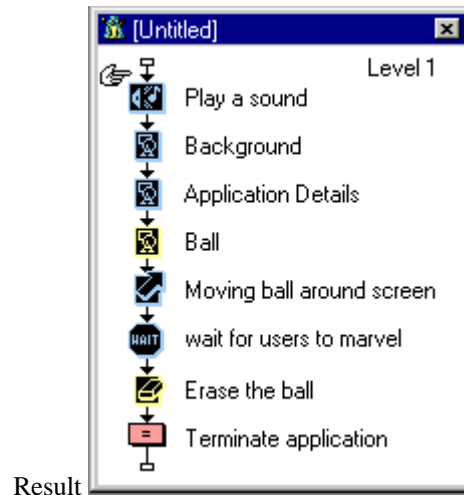 [Untitled]
Level 1
Play a sound
Background
Application Details
Ball
Moving ball around screen
WAIT
wait for users to marvel
Erase the ball
=
Terminate application
Result